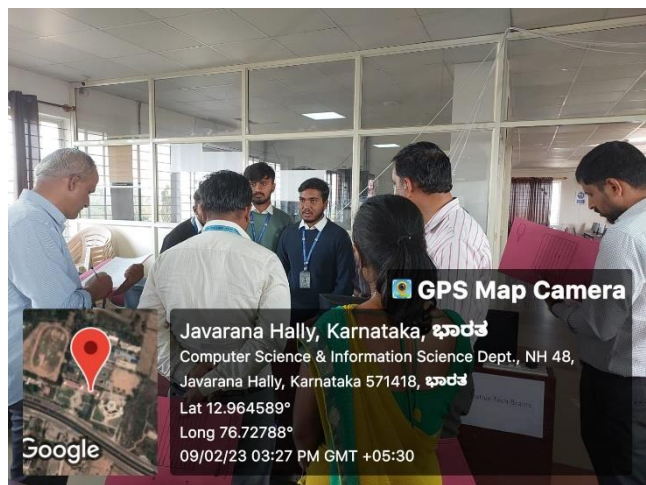 GPS Map Camera
Javarana Hally, Karnataka, ಭಾರತ
Computer Science & Information Science Dept., NH 48,
Javarana Hally, Karnataka 571418, ಭಾರತ
Lat 12.964589°
Long 76.72788°
09/02/23 03:27 PM GMT +05:30
Google